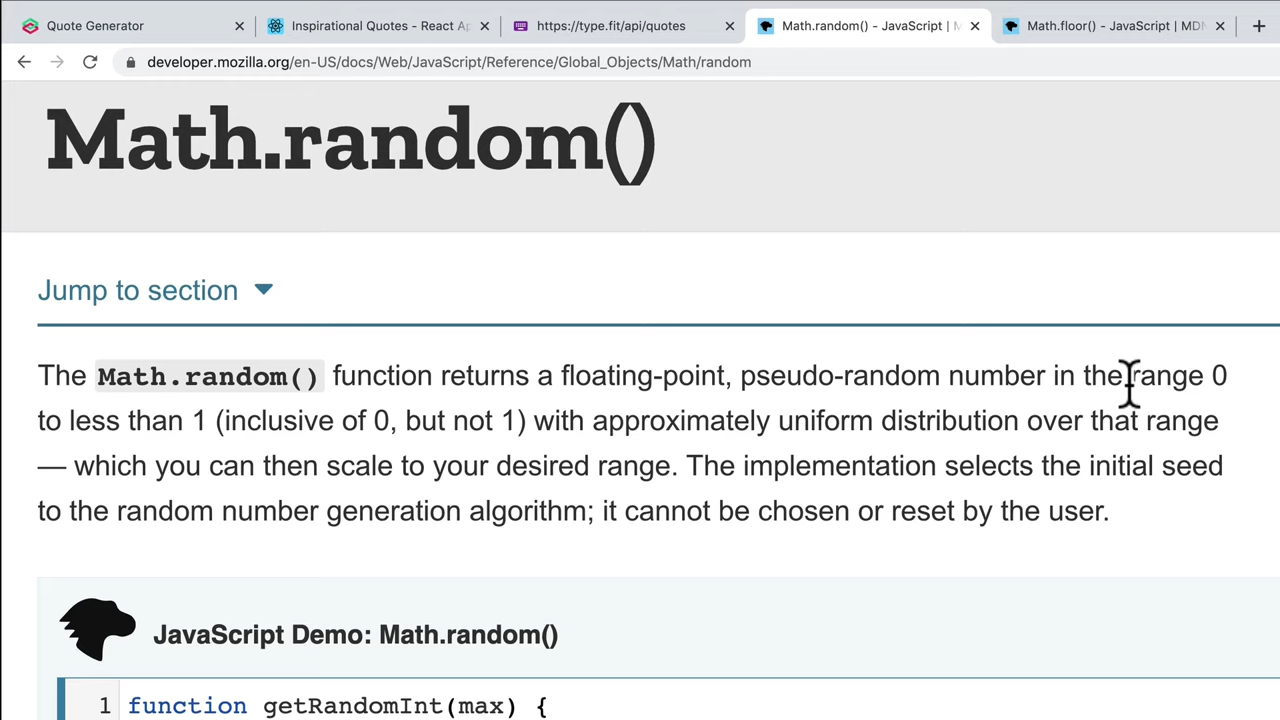 Quote Generator
Inspirational Quotes - React Ap
https://type.fit/api/quotes
Math.random() - JavaScript | M
Math.floor() - JavaScript | MDN
developer.mozilla.org/en-US/docs/Web/JavaScript/Reference/Global_Objects/Math/random
Math.random()
Jump to section
The Math.random() function returns a floating-point, pseudo-random number in the range 0
to less than 1 (inclusive of 0, but not 1) with approximately uniform distribution over that range
— which you can then scale to your desired range. The implementation selects the initial seed
to the random number generation algorithm; it cannot be chosen or reset by the user.
JavaScript Demo: Math.random()
1 function getRandomInt(max) {